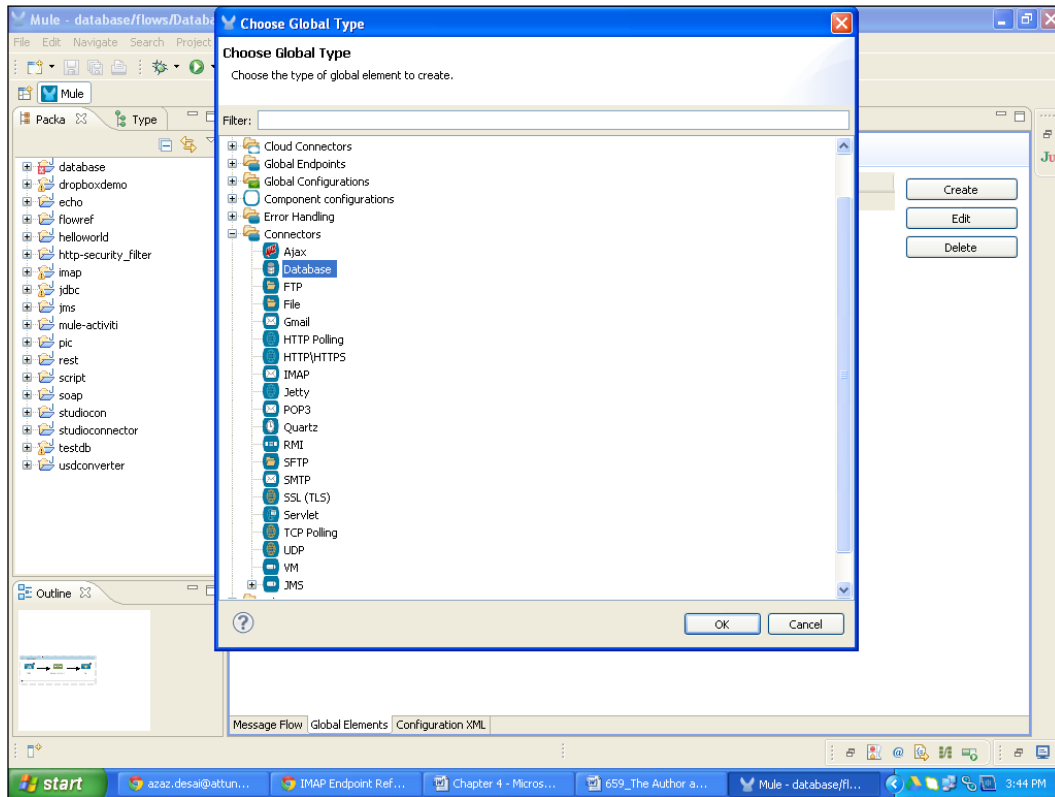 Mule - database/flows/Databa
Choose Global Type
File Edit Navigate Search Project
Choose Global Type
Choose the type of global element to create.
Mule
Packa
Type
Filter:
Cloud Connectors
Global Endpoints
Global Configurations
Component configurations
Error Handling
Connectors
Ajax
Database
FTP
File
Gmail
HTTP Polling
HTTP\HTTPS
IMAP
Jetty
POP3
Quartz
RMI
SFTP
SMTP
SSL (TLS)
Servlet
TCP Polling
UDP
VM
JMS
OK
Cancel
database
dropboxdemo
echo
flowref
helloworld
http-security_filter
imap
jdbc
jms
mule-activiti
pic
rest
script
soap
studiocon
studioconnector
testdb
usdconverter
Create
Edit
Delete
Ju
Outline
Message Flow
Global Elements
Configuration XML
start
azaz.desai@attun...
IMAP Endpoint Ref...
Chapter 4 - Micros...
659_The Author a...
Mule - database/fl...
3:44 PM